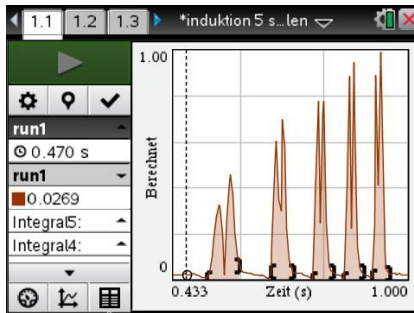 1.1 1.2 1.3 *induktion 5 s...len
run1
0.470 s
run1
0.0269
Integral5:
Integral4:
1.00
Berechnet
0
0.433 Zeit (s) 1.000